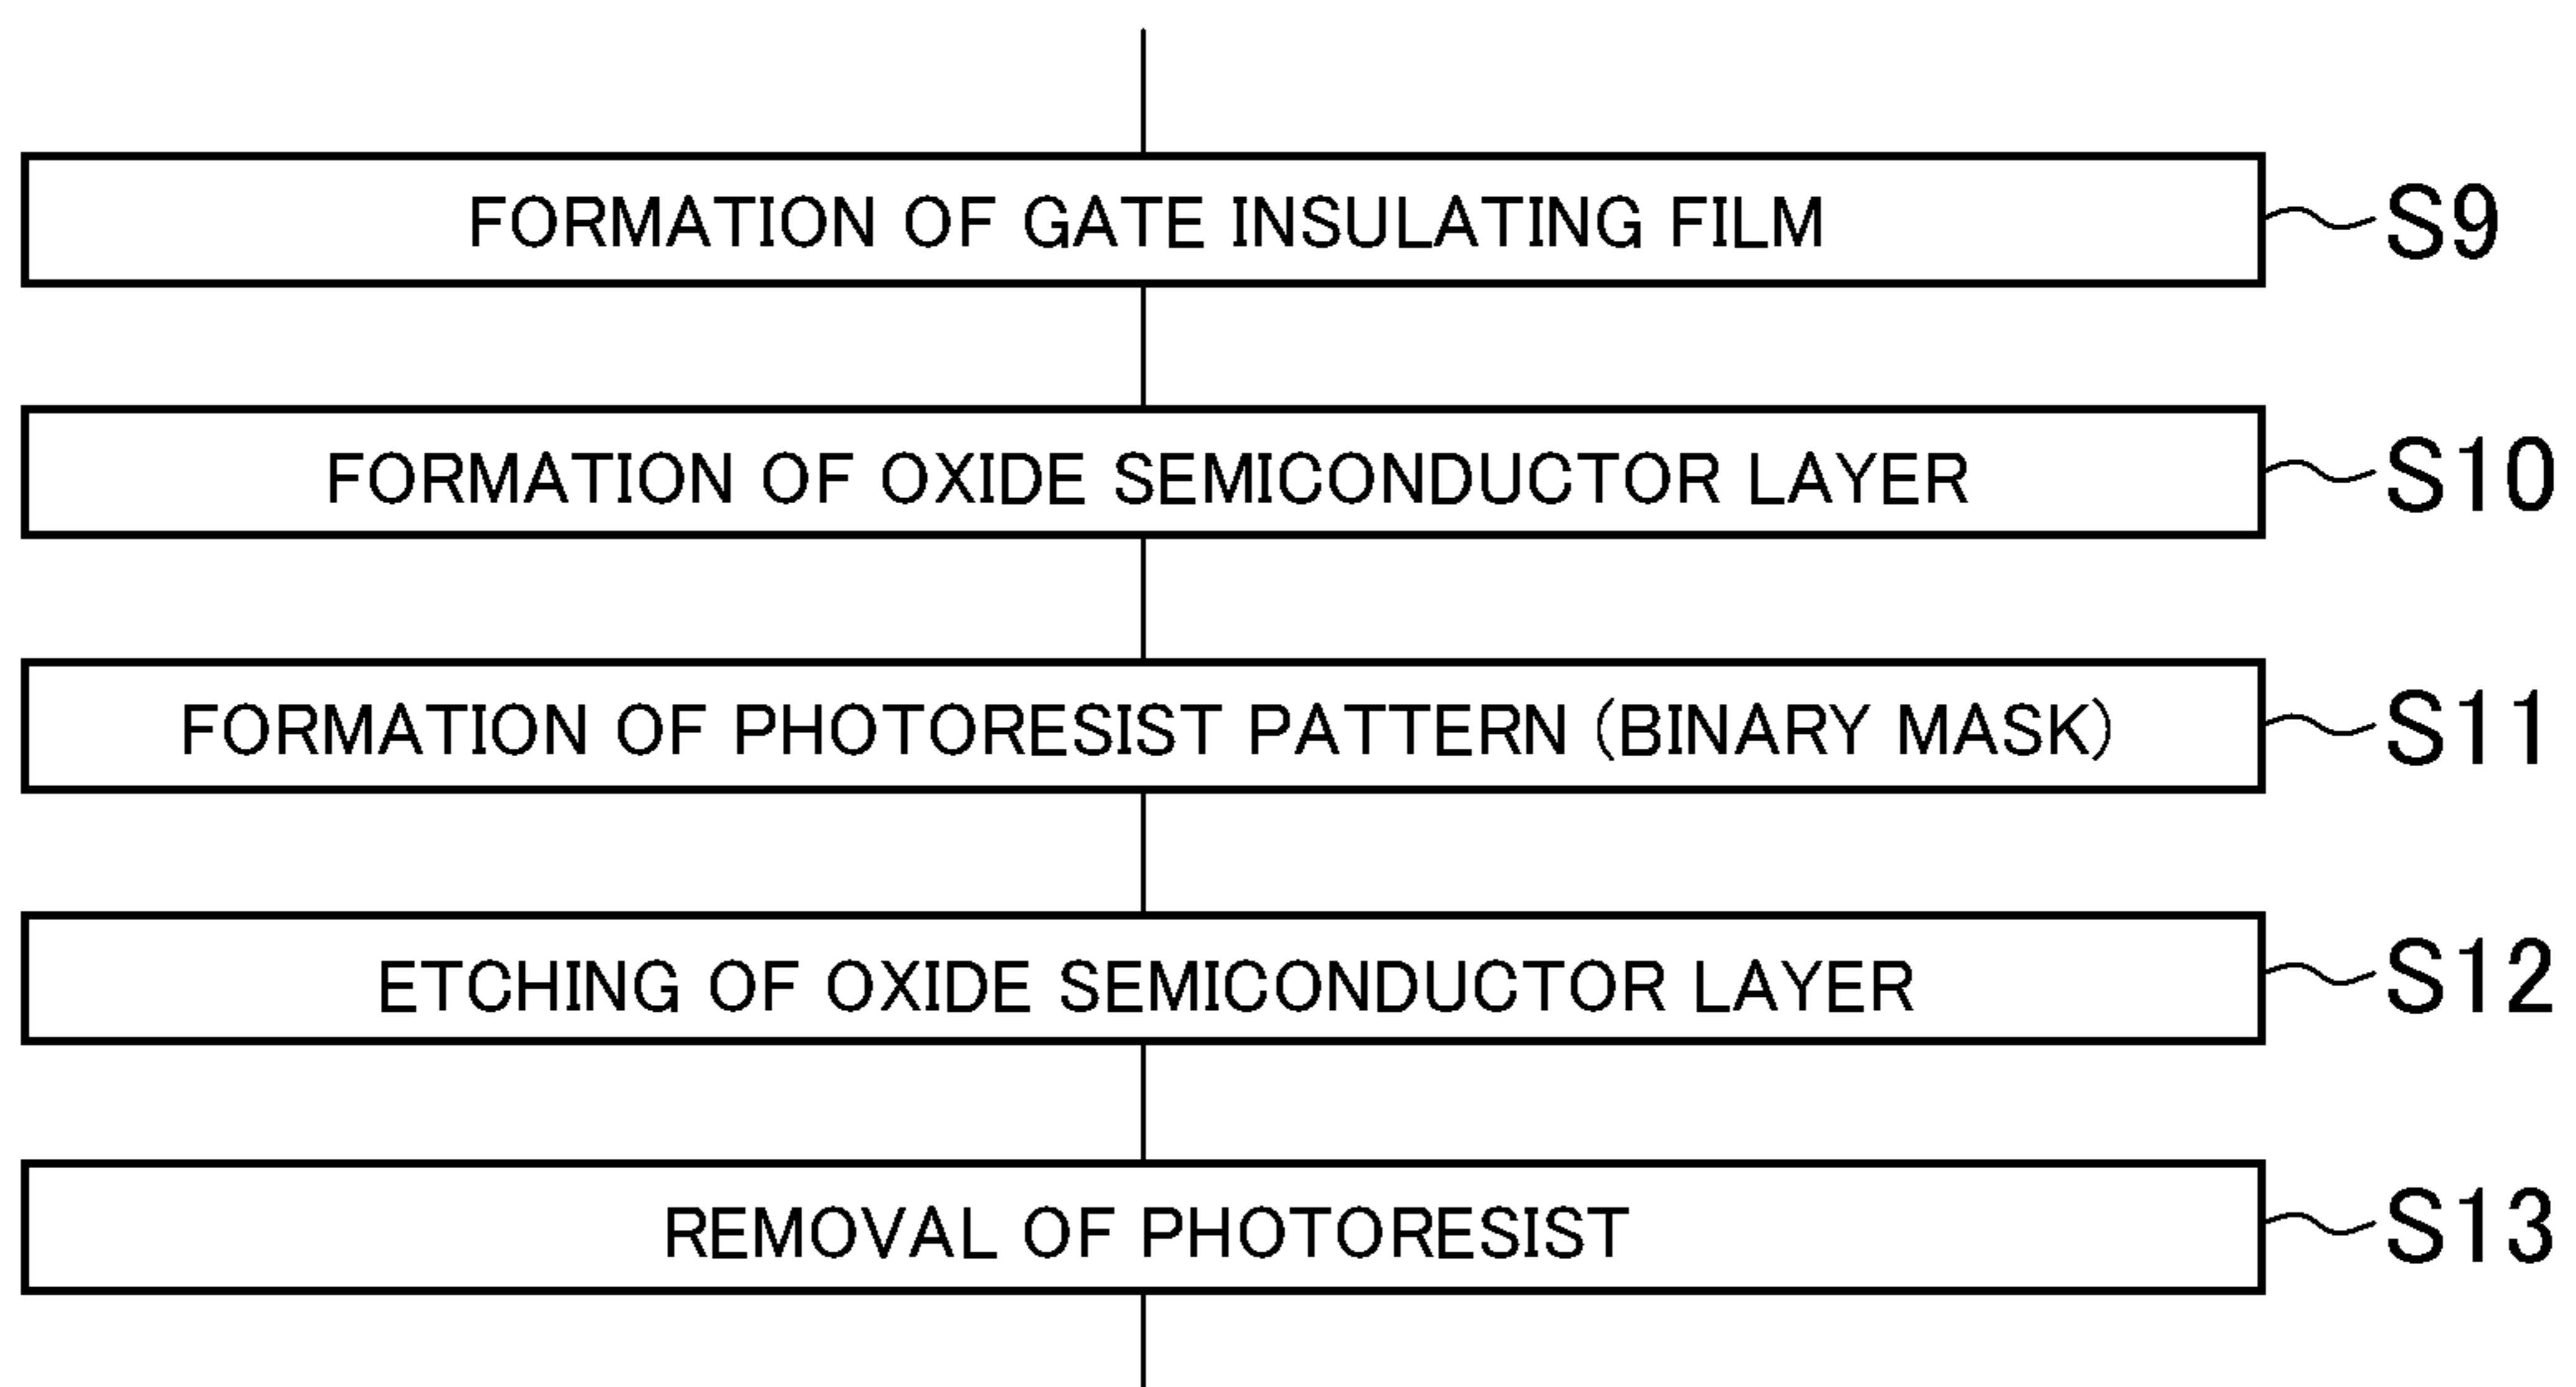 FORMATION OF GATE INSULATING FILM S9
FORMATION OF OXIDE SEMICONDUCTOR LAYER S10
FORMATION OF PHOTORESIST PATTERN (BINARY MASK) S11
ETCHING OF OXIDE SEMICONDUCTOR LAYER S12
REMOVAL OF PHOTORESIST S13